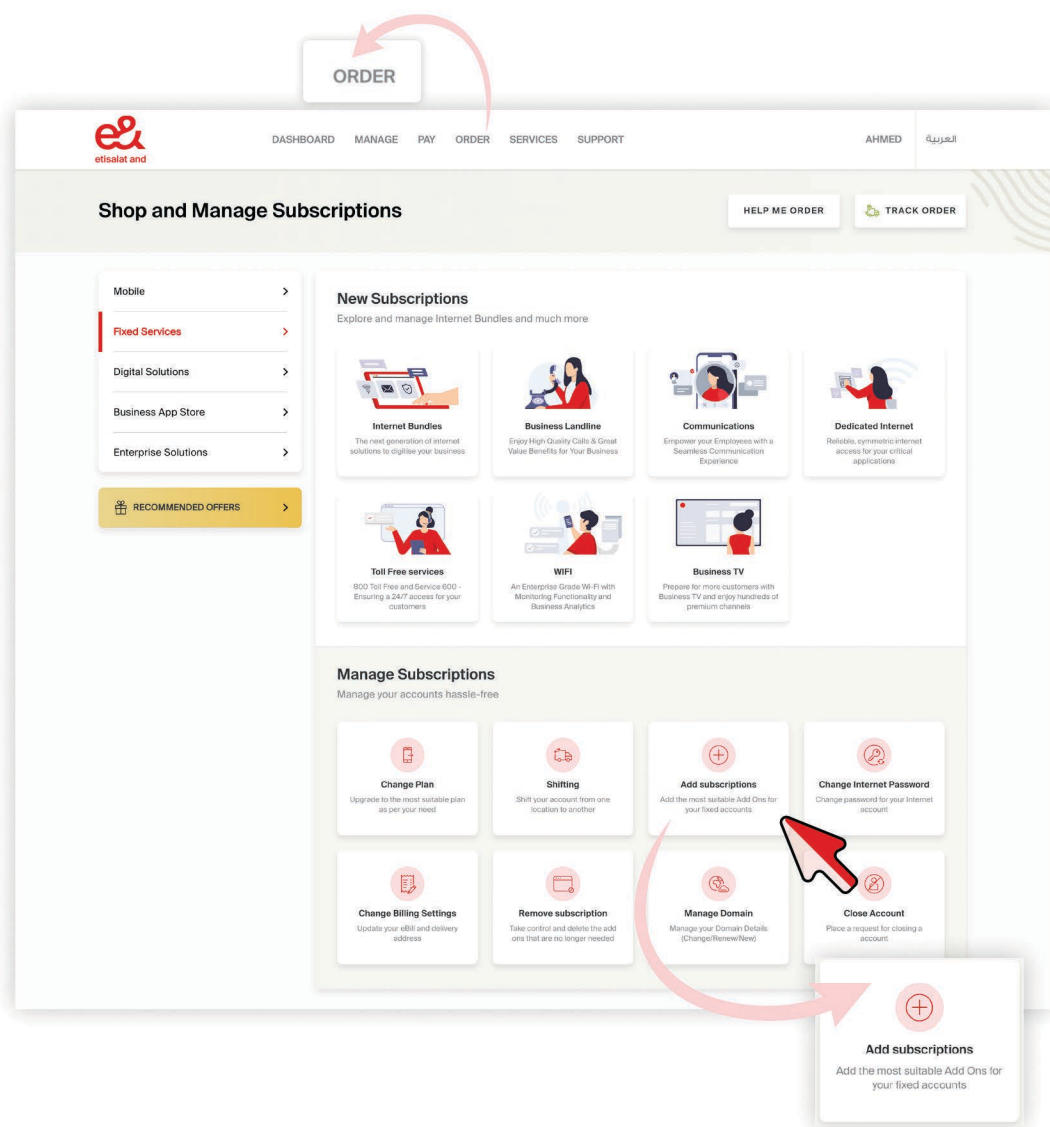 ORDER
e&
etisalat and
DASHBOARD MANAGE PAY ORDER SERVICES SUPPORT
AHMED
العربية
Shop and Manage Subscriptions
HELP ME ORDER
TRACK ORDER
Mobile
Fixed Services
Digital Solutions
Business App Store
Enterprise Solutions
RECOMMENDED OFFERS
New Subscriptions
Explore and manage Internet Bundles and much more
Internet Bundles
The next generation of internet
solutions to digitilise your business
Business Landline
Enjoy High Quality Calls & Great
Value Benefits for Your Business
Communications
Empower your Employees with a
Seamless Communication
Experience
Dedicated Internet
Reliable, symmetric internet
access for your critical
applications
Toll Free services
800 Toll Free and Service 600 -
Ensuring a 24/7 access for your
customers
WIFI
An Enterprise Grade Wi-Fi with
Monitoring Functionality and
Business Analytics
Business TV
Prepare for more customers with
Business TV and enjoy hundreds of
premium channels
Manage Subscriptions
Manage your accounts hassle-free
Change Plan
Upgrade to the most suitable plan
as per your need
Shifting
Shift your account from one
location to another
Add subscriptions
Add the most suitable Add Ons for
your fixed accounts
Change Internet Password
Change password for your Internet
account
Change Billing Settings
Update your eBill and delivery
address
Remove subscription
Take control and delete the add
ons that are no longer needed
Manage Domain
Manage your Domain Details
(Change/Renew/New)
Close Account
Place a request for closing a
account
Add subscriptions
Add the most suitable Add Ons for
your fixed accounts